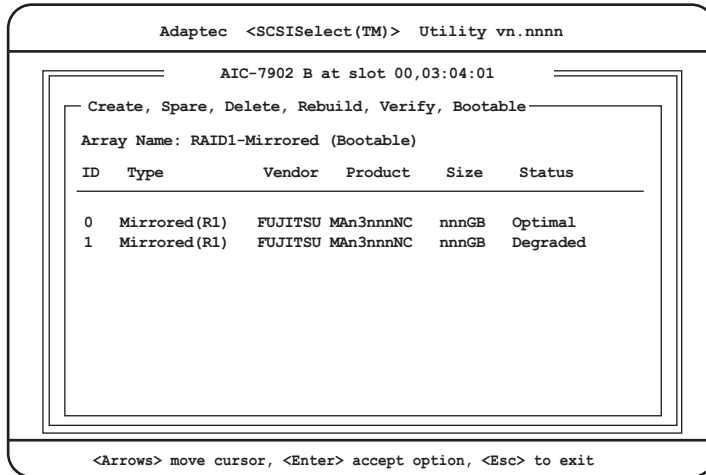 Adaptec <SCSISelect(TM)> Utility vn.nnnn
AIC-7902 B at slot 00,03:04:01
Create, Spare, Delete, Rebuild, Verify, Bootable
Array Name: RAID1-Mirrored (Bootable)
ID Type Vendor Product Size Status
0 Mirrored(R1) FUJITSU MAn3nnnNC nnnGB Optimal
1 Mirrored(R1) FUJITSU MAn3nnnNC nnnGB Degraded
<Arrows> move cursor, <Enter> accept option, <Esc> to exit